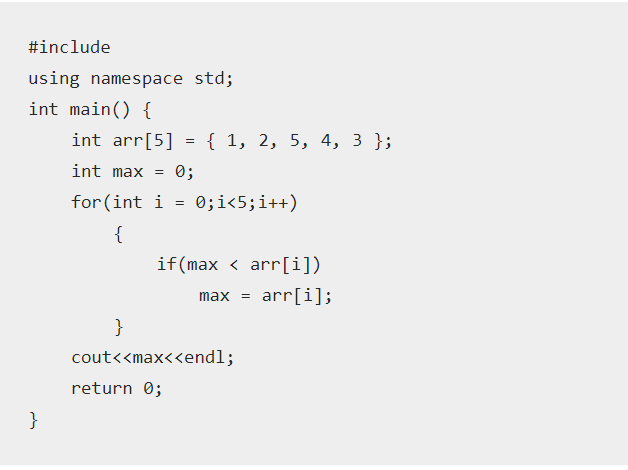 #include
using namespace std;
int main() {
    int arr[5] = { 1, 2, 5, 4, 3 };
    int max = 0;
    for(int i = 0;i<5;i++)
        {
            if(max < arr[i])
                max = arr[i];
        }
    cout<<max<<endl;
    return 0;
}